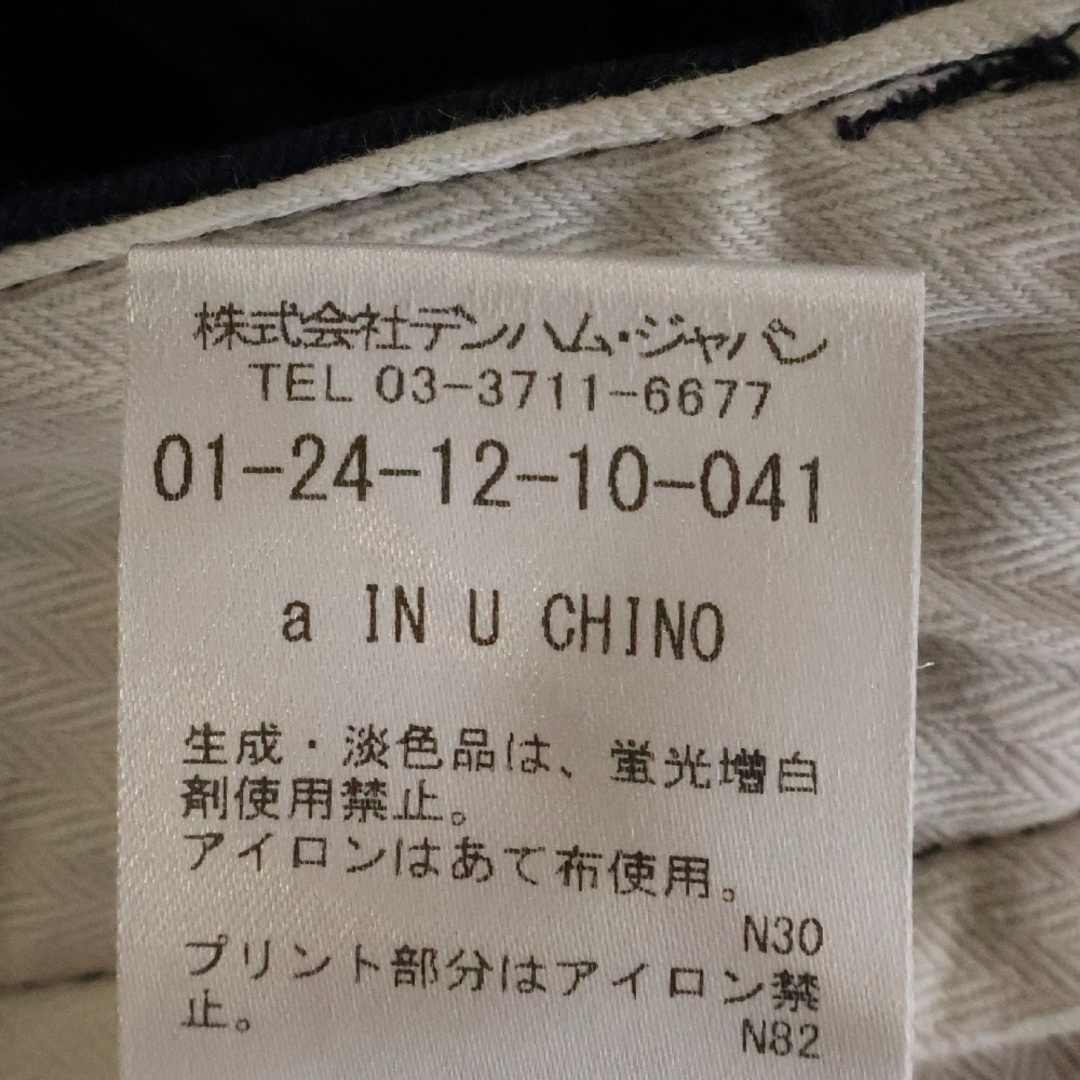 株式会社デンハム・ジャパン
TEL 03-3711-6677
01-24-12-10-041
a IN U CHINO
生成・淡色品は、蛍光増白
剤使用禁止。
アイロンはあて布使用。
N30
プリント部分はアイロン禁
止。
N82